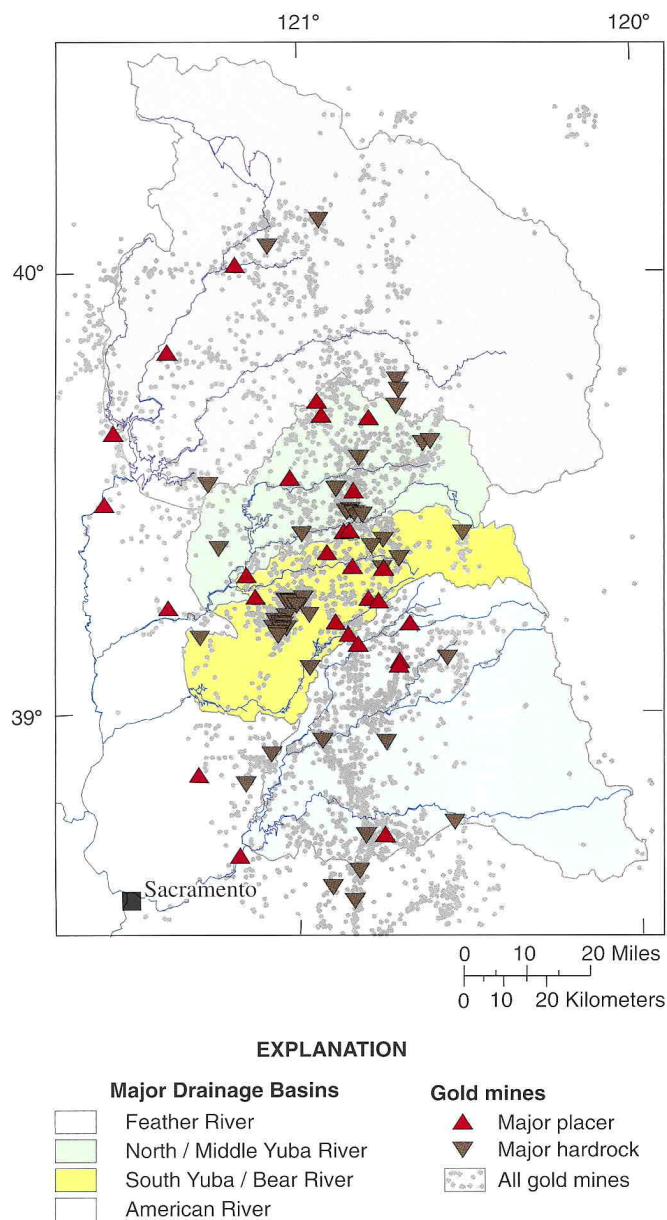 121° 120°
40°
39°
Sacramento
0 10 20 Miles
0 10 20 Kilometers
EXPLANATION
Major Drainage Basins
Feather River
North / Middle Yuba River
South Yuba / Bear River
American River
Gold mines
Major placer
Major hardrock
All gold mines